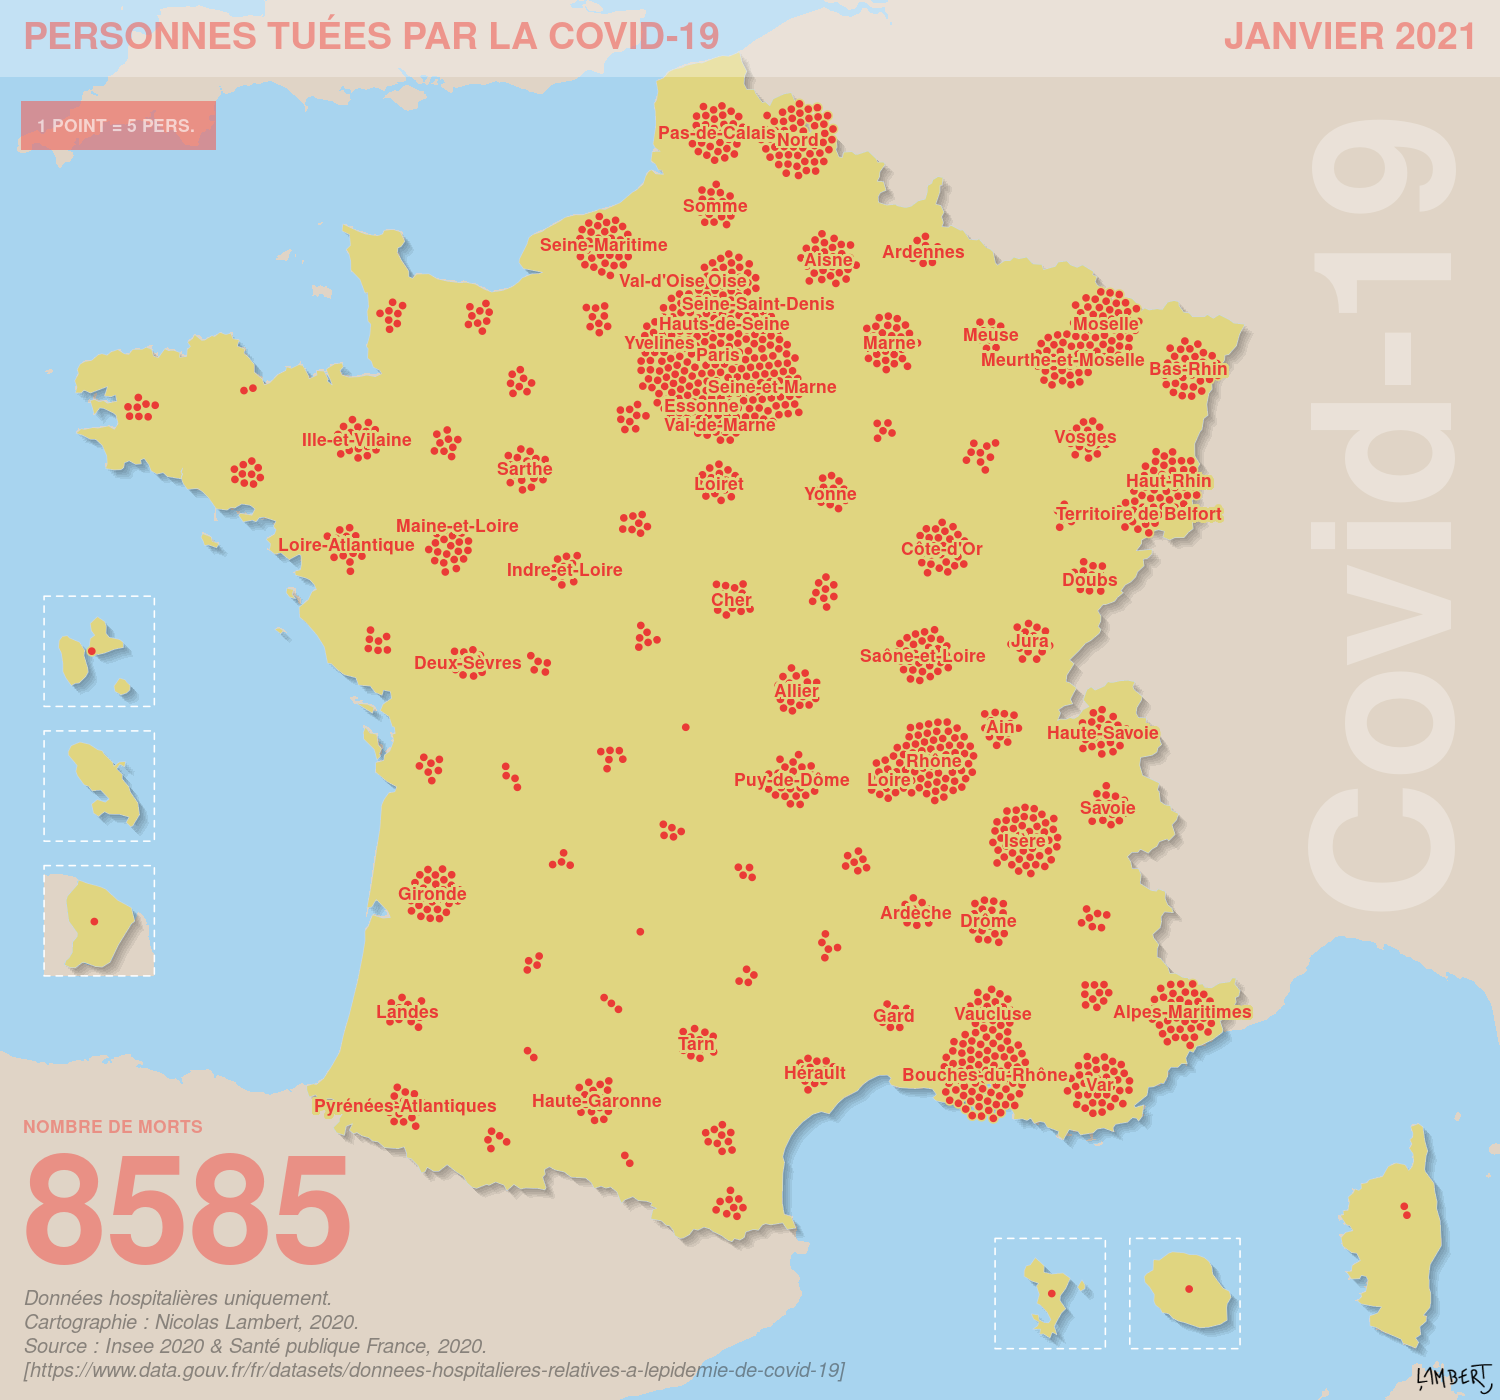 PERSONNES TUÉES PAR LA COVID-19
JANVIER 2021
1 POINT = 5 PERS.
Covid-19
Pas-de-Calais
Nord
Somme
Seine-Maritime
Aisne
Ardennes
Val-d'Oise
Oise
Seine-Saint-Denis
Hauts-de-Seine
Yvelines
Paris
Marne
Meuse
Moselle
Meurthe-et-Moselle
Bas-Rhin
Seine-et-Marne
Essonne
Val-de-Marne
Ille-et-Vilaine
Vosges
Sarthe
Loiret
Yonne
Haut-Rhin
Territoire de Belfort
Maine-et-Loire
Loire-Atlantique
Côte-d'Or
Indre-et-Loire
Doubs
Cher
Jura
Saône-et-Loire
Deux-Sèvres
Allier
Ain
Haute-Savoie
Rhône
Loire
Puy-de-Dôme
Savoie
Isère
Gironde
Ardèche
Drôme
Landes
Gard
Vaucluse
Alpes-Maritimes
Tarn
Hérault
Bouches-du-Rhône
Var
Haute-Garonne
Pyrénées-Atlantiques
NOMBRE DE MORTS
8585
Données hospitalières uniquement.
Cartographie : Nicolas Lambert, 2020.
Source : Insee 2020 & Santé publique France, 2020.
[https://www.data.gouv.fr/fr/datasets/donnees-hospitalieres-relatives-a-lepidemie-de-covid-19]
LAMBERT